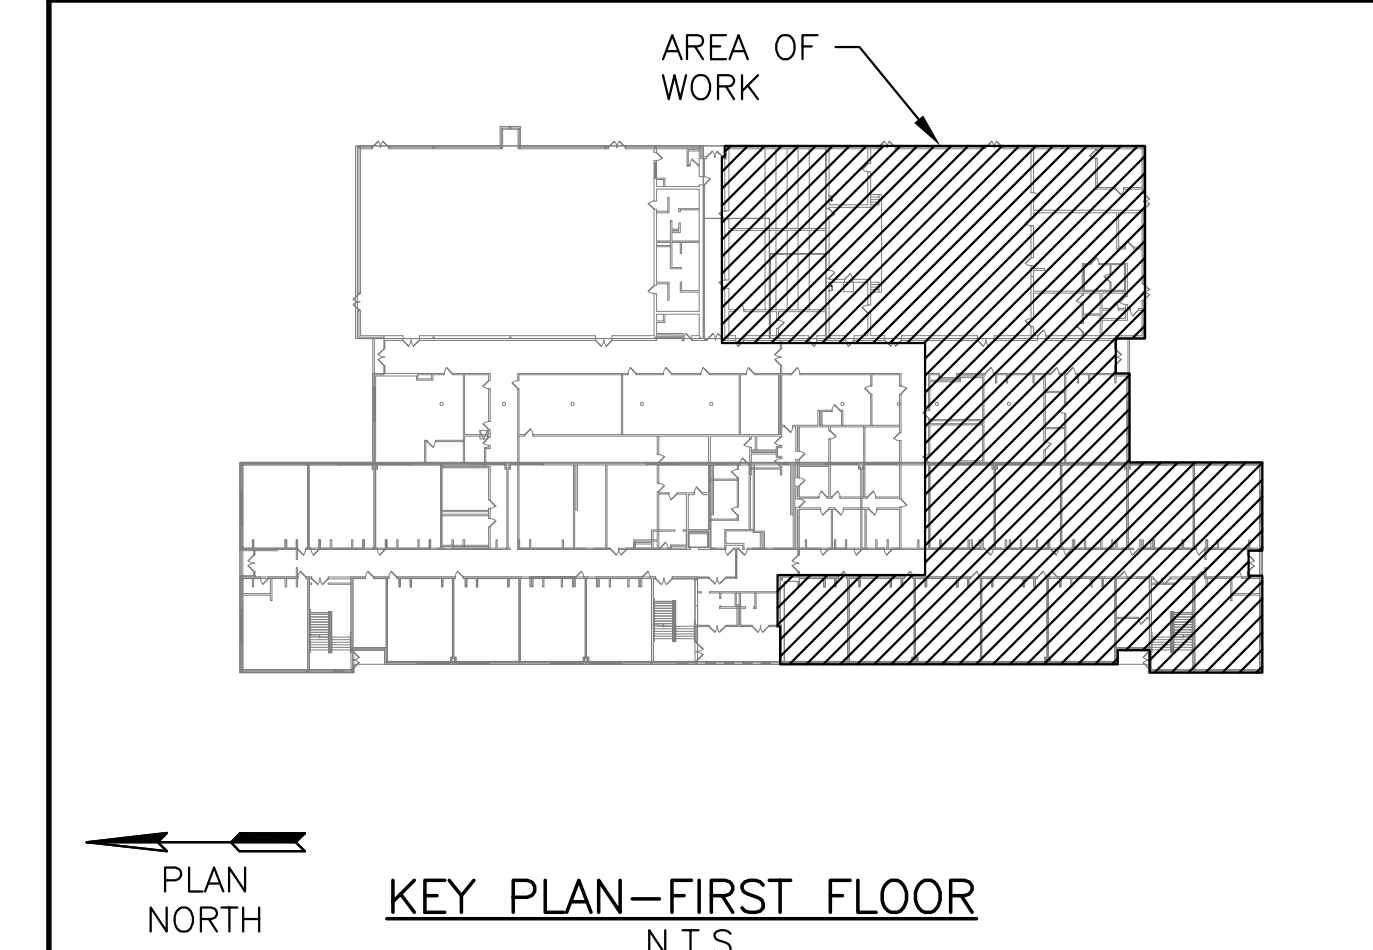 AREA OF
WORK
PLAN
NORTH
KEY PLAN-FIRST FLOOR
N.T.S.